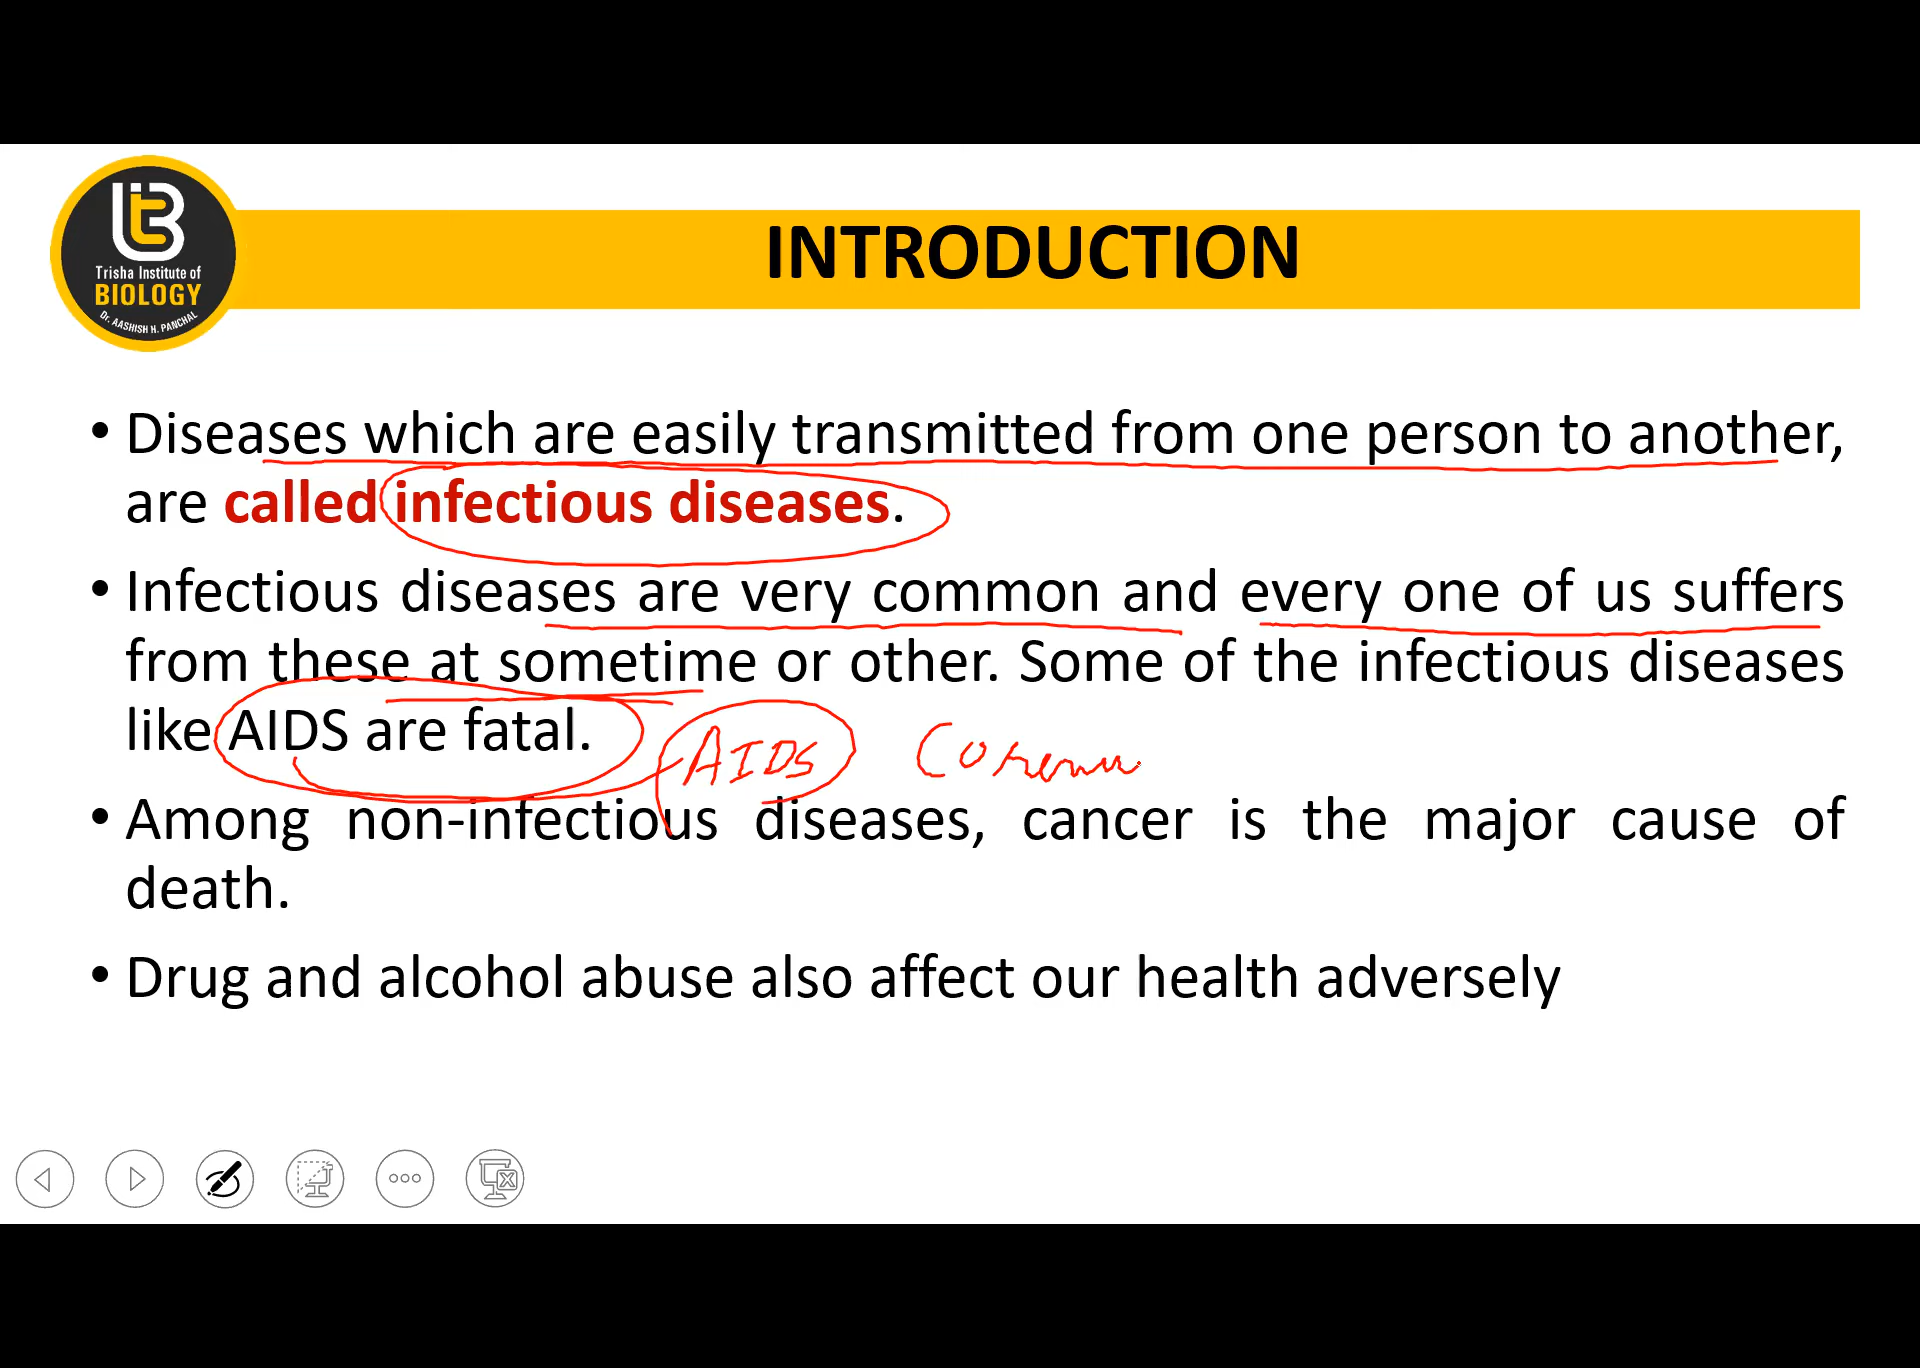 Trisha Institute of
BIOLOGY
Dr. AASHISH H. PANCHAL
INTRODUCTION
• Diseases which are easily transmitted from one person to another,
are called infectious diseases.
• Infectious diseases are very common and every one of us suffers
from these at sometime or other. Some of the infectious diseases
like AIDS are fatal.
AIDS
• Among non-infectious diseases, cancer is the major cause of
death.
• Drug and alcohol abuse also affect our health adversely